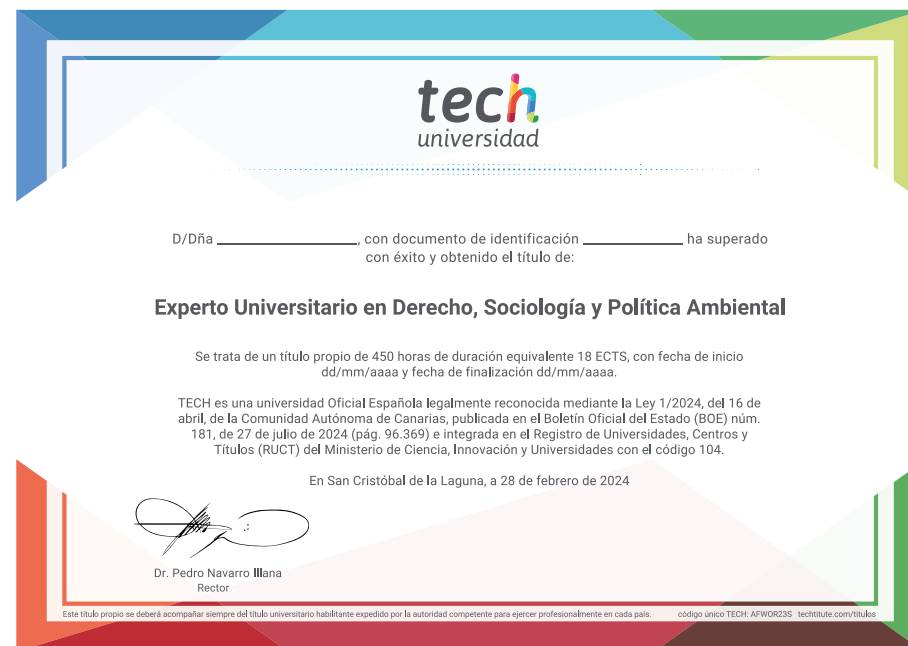 tech
universidad
D/Dña ____________________, con documento de identificación ______________ ha superado
con éxito y obtenido el título de:
Experto Universitario en Derecho, Sociología y Política Ambiental
Se trata de un título propio de 450 horas de duración equivalente 18 ECTS, con fecha de inicio
dd/mm/aaaa y fecha de finalización dd/mm/aaaa.
TECH es una universidad Oficial Española legalmente reconocida mediante la Ley 1/2024, del 16 de
abril, de la Comunidad Autónoma de Canarias, publicada en el Boletín Oficial del Estado (BOE) núm.
181, de 27 de julio de 2024 (pág. 96.369) e integrada en el Registro de Universidades, Centros y
Títulos (RUCT) del Ministerio de Ciencia, Innovación y Universidades con el código 104.
En San Cristóbal de la Laguna, a 28 de febrero de 2024
Dr. Pedro Navarro Illana
Rector
Este título propio se deberá acompañar siempre del título universitario habilitante expedido por la autoridad competente para ejercer profesionalmente en cada país. código único TECH: AFWOR23S techtitute.com/titulos